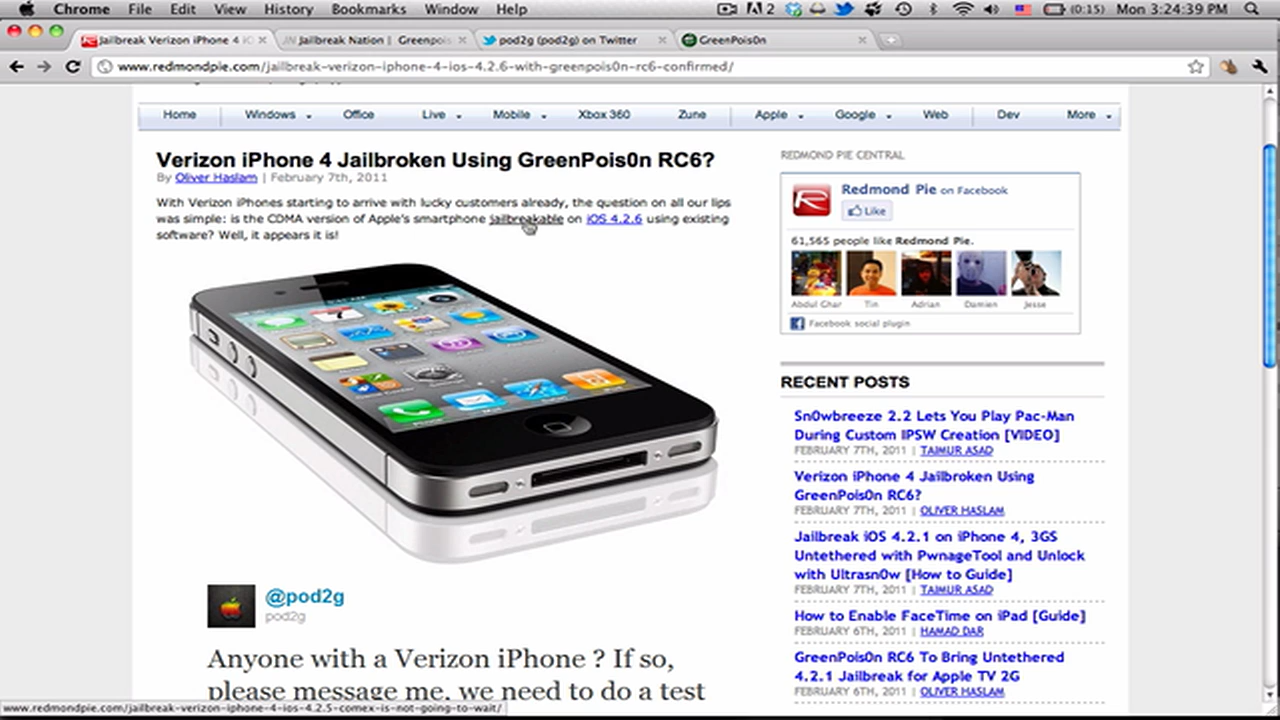 Chrome File Edit View History Bookmarks Window Help
2 (0:15) Mon 3:24:39 PM
Jailbreak Verizon iPhone 4 iO
Jailbreak Nation | Greenpois
pod2g (pod2g) on Twitter
GreenPois0n
www.redmondpie.com/jailbreak-verizon-iphone-4-ios-4.2.6-with-greenpois0n-rc6-confirmed/
Home Windows Office Live Mobile Xbox 360 Zune Apple Google Web Dev More
Verizon iPhone 4 Jailbroken Using GreenPois0n RC6?
By Oliver Haslam | February 7th, 2011
With Verizon iPhones starting to arrive with lucky customers already, the question on all our lips
was simple: is the CDMA version of Apple's smartphone jailbreakable on iOS 4.2.6 using existing
software? Well, it appears it is!
@pod2g
pod2g
Anyone with a Verizon iPhone ? If so,
please message me, we need to do a test
REDMOND PIE CENTRAL
Redmond Pie on Facebook
Like
61,565 people like Redmond Pie.
Abdul Ghar Tin Adrian Damien Jesse
Facebook social plugin
RECENT POSTS
Sn0wbreeze 2.2 Lets You Play Pac-Man
During Custom IPSW Creation [VIDEO]
FEBRUARY 7TH, 2011 | TAIMUR ASAD
Verizon iPhone 4 Jailbroken Using
GreenPois0n RC6?
FEBRUARY 7TH, 2011 | OLIVER HASLAM
Jailbreak iOS 4.2.1 on iPhone 4, 3GS
Untethered with PwnageTool and Unlock
with Ultrasn0w [How to Guide]
FEBRUARY 7TH, 2011 | TAIMUR ASAD
How to Enable FaceTime on iPad [Guide]
FEBRUARY 6TH, 2011 | HAMAD DAR
GreenPois0n RC6 To Bring Untethered
4.2.1 Jailbreak for Apple TV 2G
FEBRUARY 6TH, 2011 | OLIVER HASLAM
www.redmondpie.com/jailbreak-verizon-iphone-4-ios-4.2.5-comex-is-not-going-to-wait/